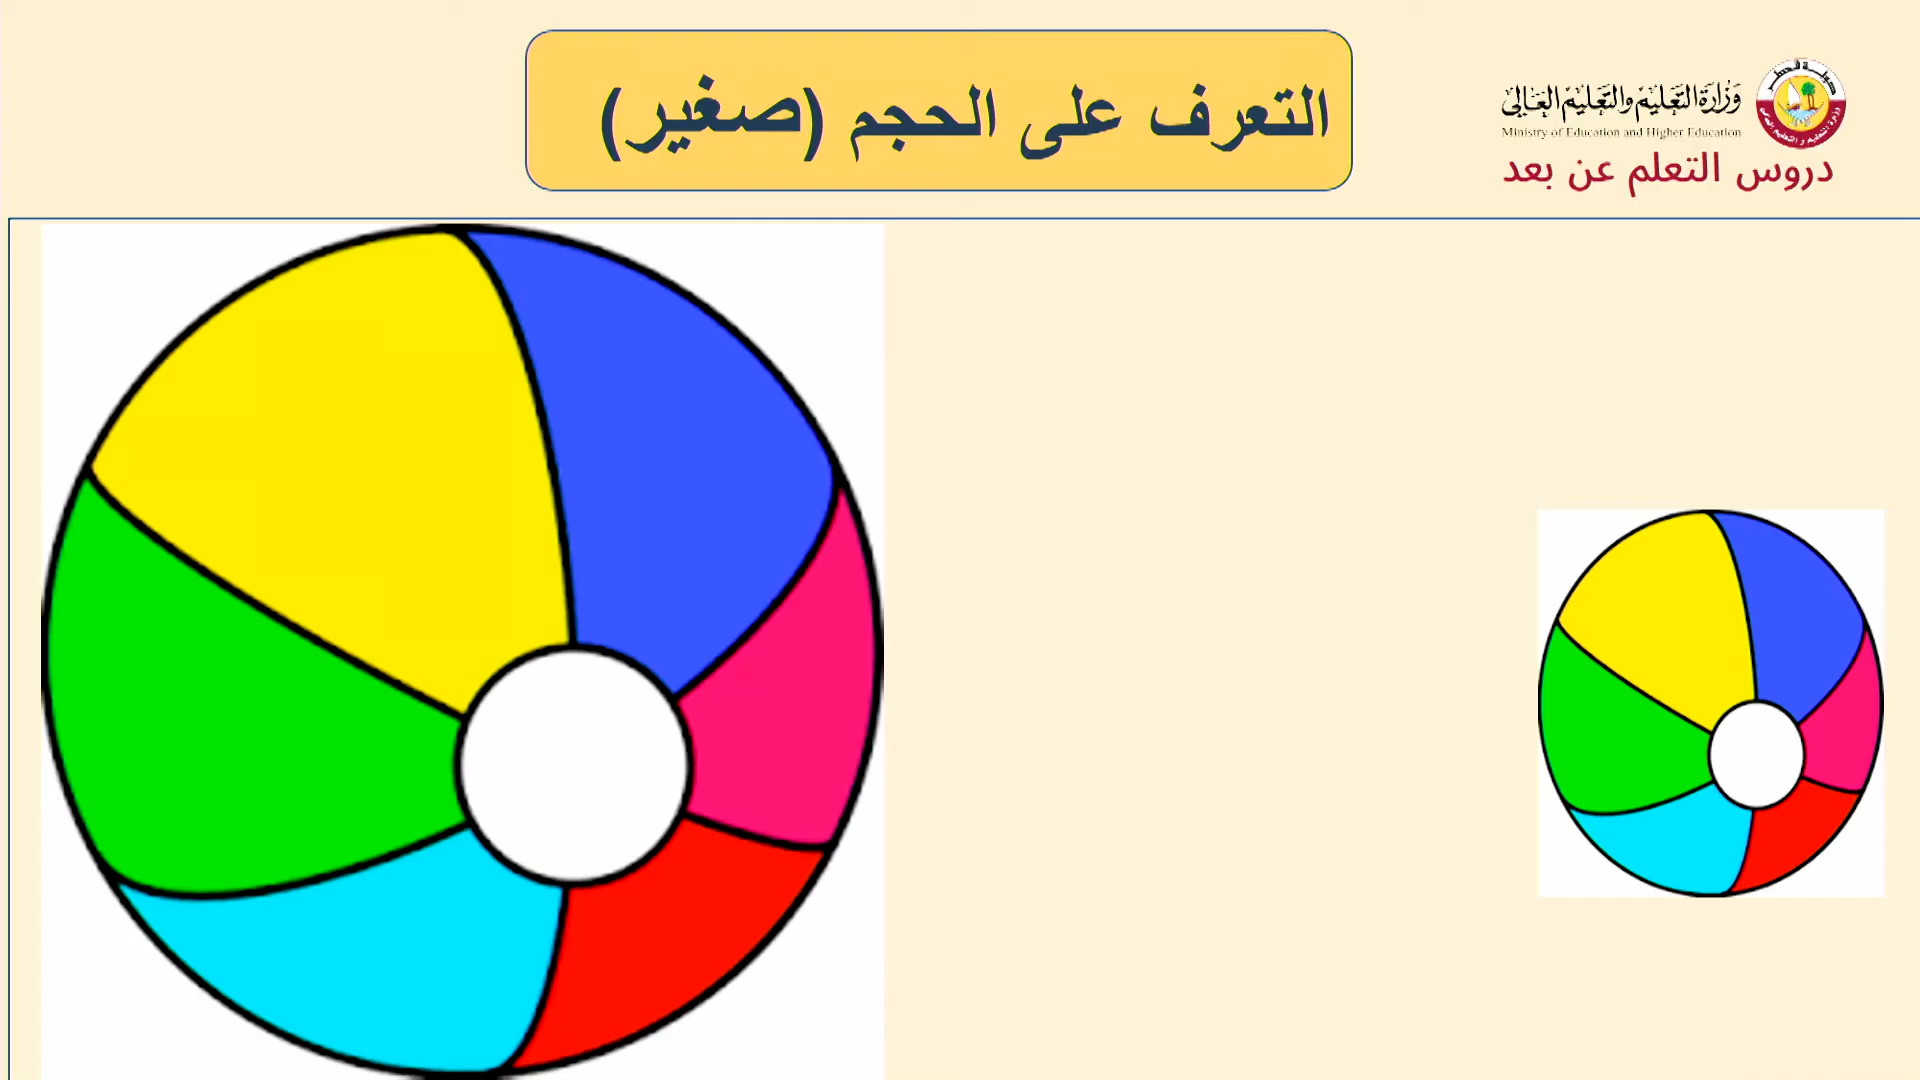 التعرف على الحجم (صغير)
وزارة التعليم والتعليم العالي
Ministry of Education and Higher Education
دروس التعلم عن بعد